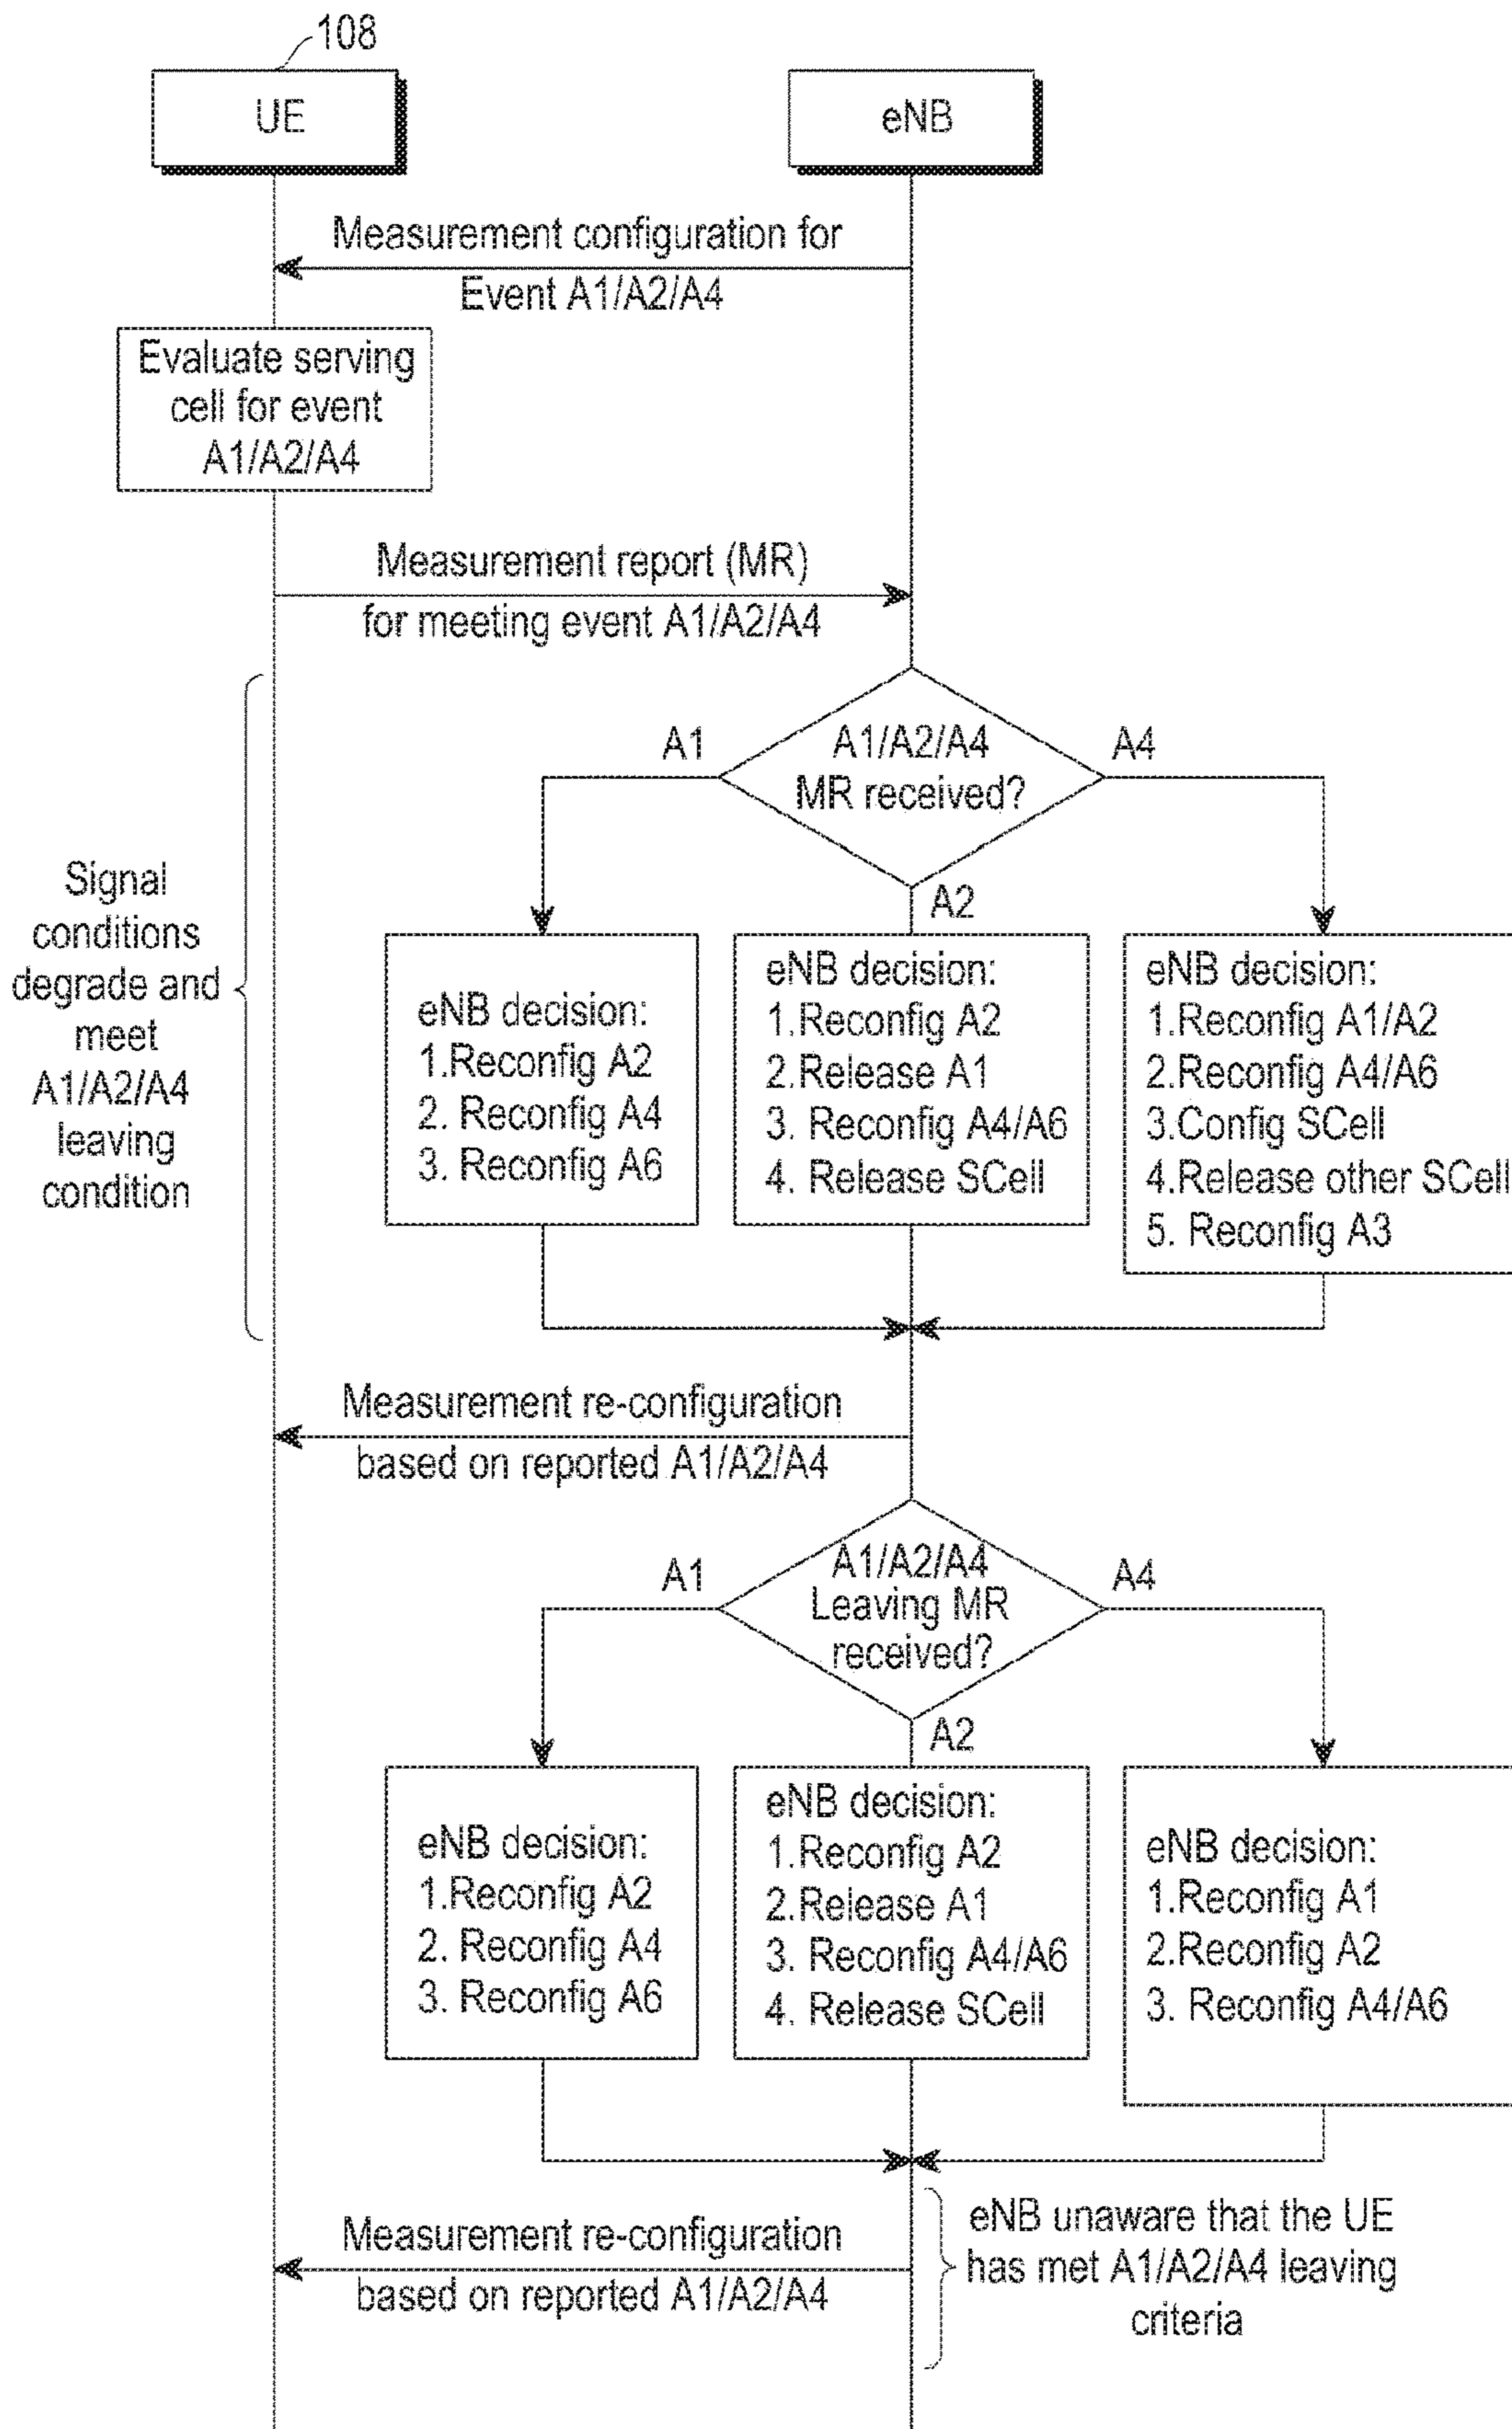 108
UE
eNB
Measurement configuration for
Event A1/A2/A4
Evaluate serving
cell for event
A1/A2/A4
Measurement report (MR)
for meeting event A1/A2/A4
A1
A1/A2/A4
MR received?
A4
A2
Signal
conditions
degrade and
meet
A1/A2/A4
leaving
condition
eNB decision:
1.Reconfig A2
2. Reconfig A4
3. Reconfig A6
eNB decision:
1.Reconfig A2
2.Release A1
3. Reconfig A4/A6
4. Release SCell
eNB decision:
1.Reconfig A1/A2
2.Reconfig A4/A6
3.Config SCell
4.Release other SCell
5. Reconfig A3
Measurement re-configuration
based on reported A1/A2/A4
A1
A1/A2/A4
Leaving MR
received?
A4
A2
eNB decision:
1.Reconfig A2
2. Reconfig A4
3. Reconfig A6
eNB decision:
1.Reconfig A2
2.Release A1
3. Reconfig A4/A6
4. Release SCell
eNB decision:
1.Reconfig A1
2.Reconfig A2
3. Reconfig A4/A6
Measurement re-configuration
based on reported A1/A2/A4
eNB unaware that the UE
has met A1/A2/A4 leaving
criteria